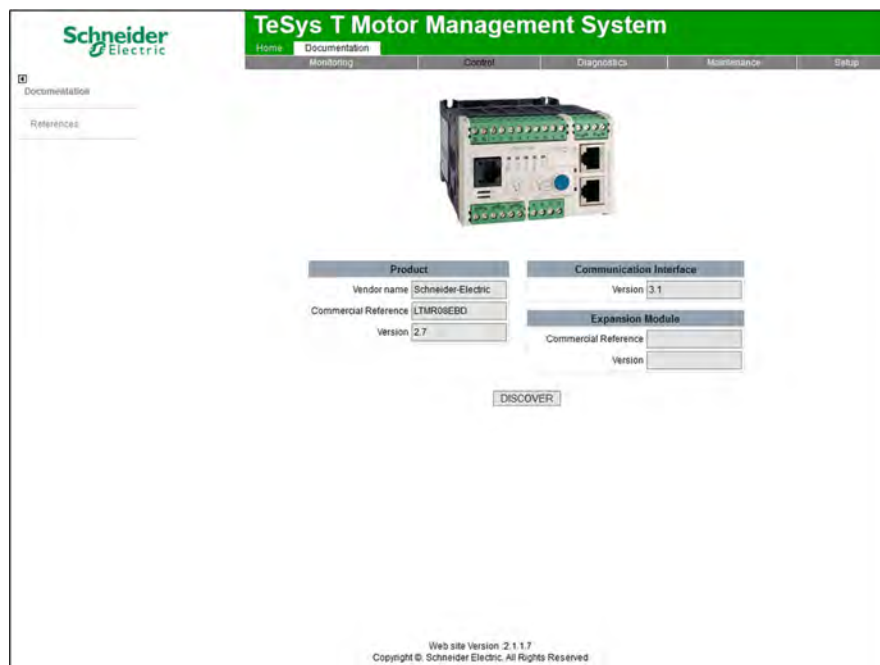 Schneider
Electric
TeSys T Motor Management System
Home Documentation
Monitoring Control Diagnostics Maintenance Setup
Documentation
References
Product
Vendor name Schneider-Electric
Commercial Reference LTMR08EBD
Version 2.7
Communication Interface
Version 3.1
Expansion Module
Commercial Reference
Version
DISCOVER
Web site Version :2.1.1.7
Copyright ©, Schneider Electric. All Rights Reserved